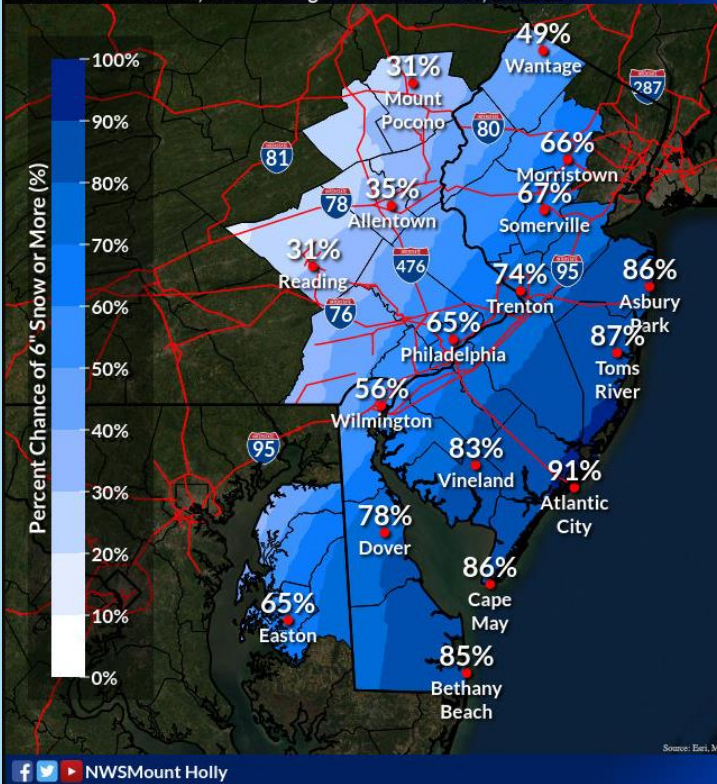 Percent Chance of 6" Snow or More (%)
100%
90%
80%
70%
60%
50%
40%
30%
20%
10%
0%
49%
Wantage
31%
Mount
Pocono
287
80
81
66%
Morristown
78
35%
Allentown
67%
Somerville
31%
Reading
476
74%
Trenton
95
86%
Asbury
Park
76
65%
Philadelphia
87%
Toms
River
56%
Wilmington
95
83%
Vineland
91%
Atlantic
City
78%
Dover
86%
Cape
May
65%
Easton
85%
Bethany
Beach
Source: Esri, M
NWSMount Holly